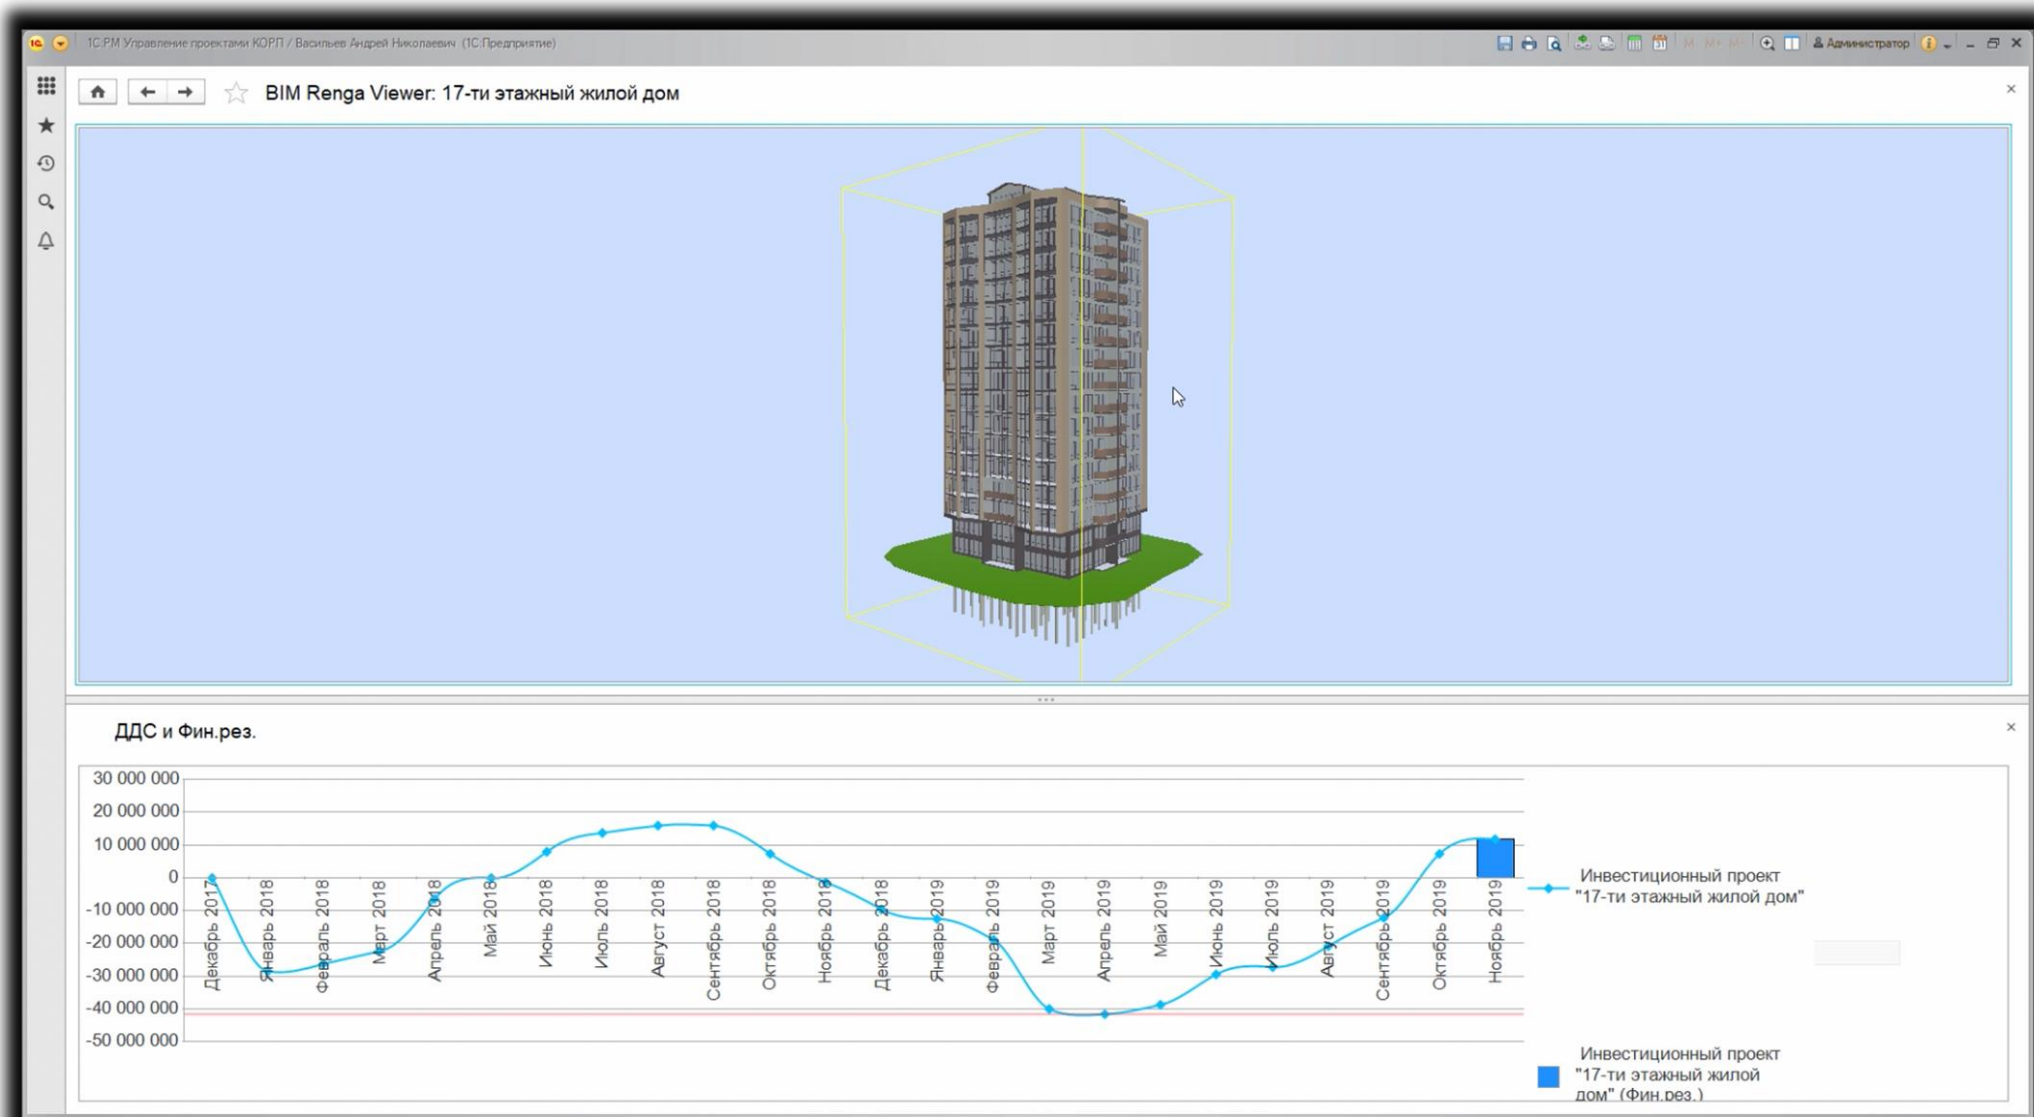 1С:PM Управление проектами КОРП / Васильев Андрей Николаевич (1С:Предприятие)
M M+ M-
Администратор
BIM Renga Viewer: 17-ти этажный жилой дом
ДДС и Фин.рез.
30 000 000
20 000 000
10 000 000
0
-10 000 000
-20 000 000
-30 000 000
-40 000 000
-50 000 000
Декабрь 2017
Январь 2018
Февраль 2018
Март 2018
Апрель 2018
Май 2018
Июнь 2018
Июль 2018
Август 2018
Сентябрь 2018
Октябрь 2018
Ноябрь 2018
Декабрь 2018
Январь 2019
Февраль 2019
Март 2019
Апрель 2019
Май 2019
Июнь 2019
Июль 2019
Август 2019
Сентябрь 2019
Октябрь 2019
Ноябрь 2019
Инвестиционный проект
"17-ти этажный жилой дом"
Инвестиционный проект
"17-ти этажный жилой
дом" (Фин.рез.)